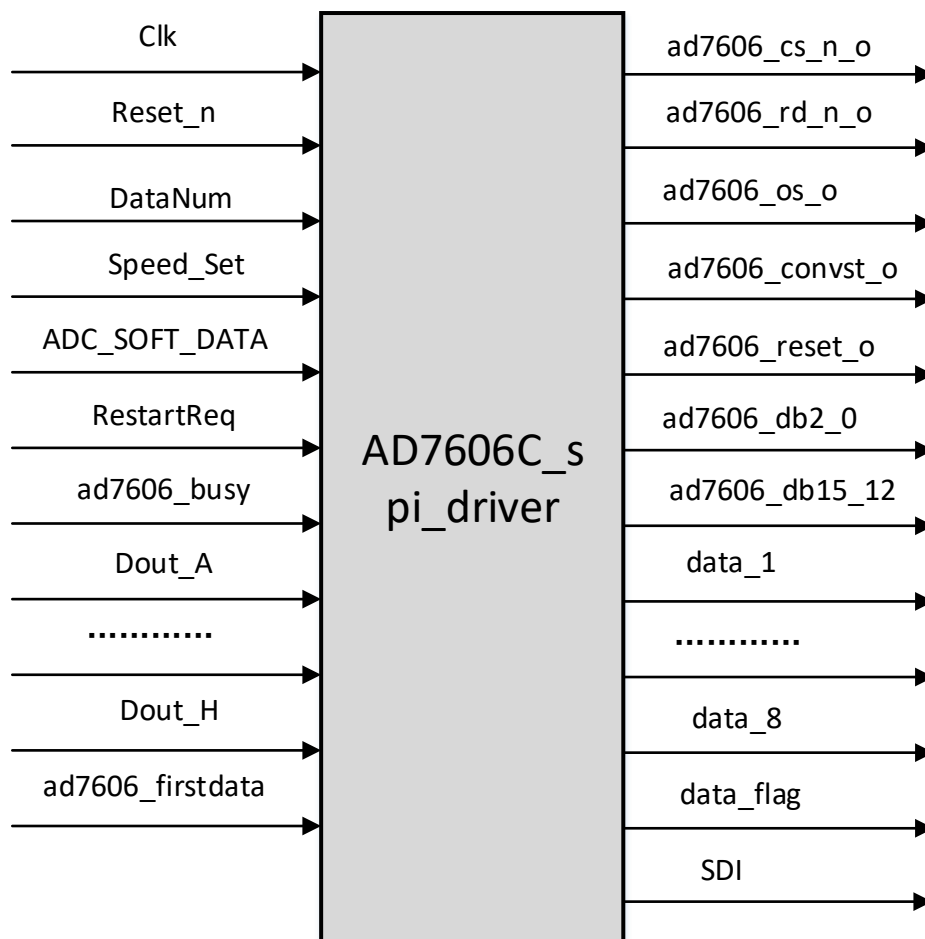 Clk
Reset_n
DataNum
Speed_Set
ADC_SOFT_DATA
RestartReq
ad7606_busy
Dout_A
............
Dout_H
ad7606_firstdata
AD7606C_s
pi_driver
ad7606_cs_n_o
ad7606_rd_n_o
ad7606_os_o
ad7606_convst_o
ad7606_reset_o
ad7606_db2_0
ad7606_db15_12
data_1
............
data_8
data_flag
SDI